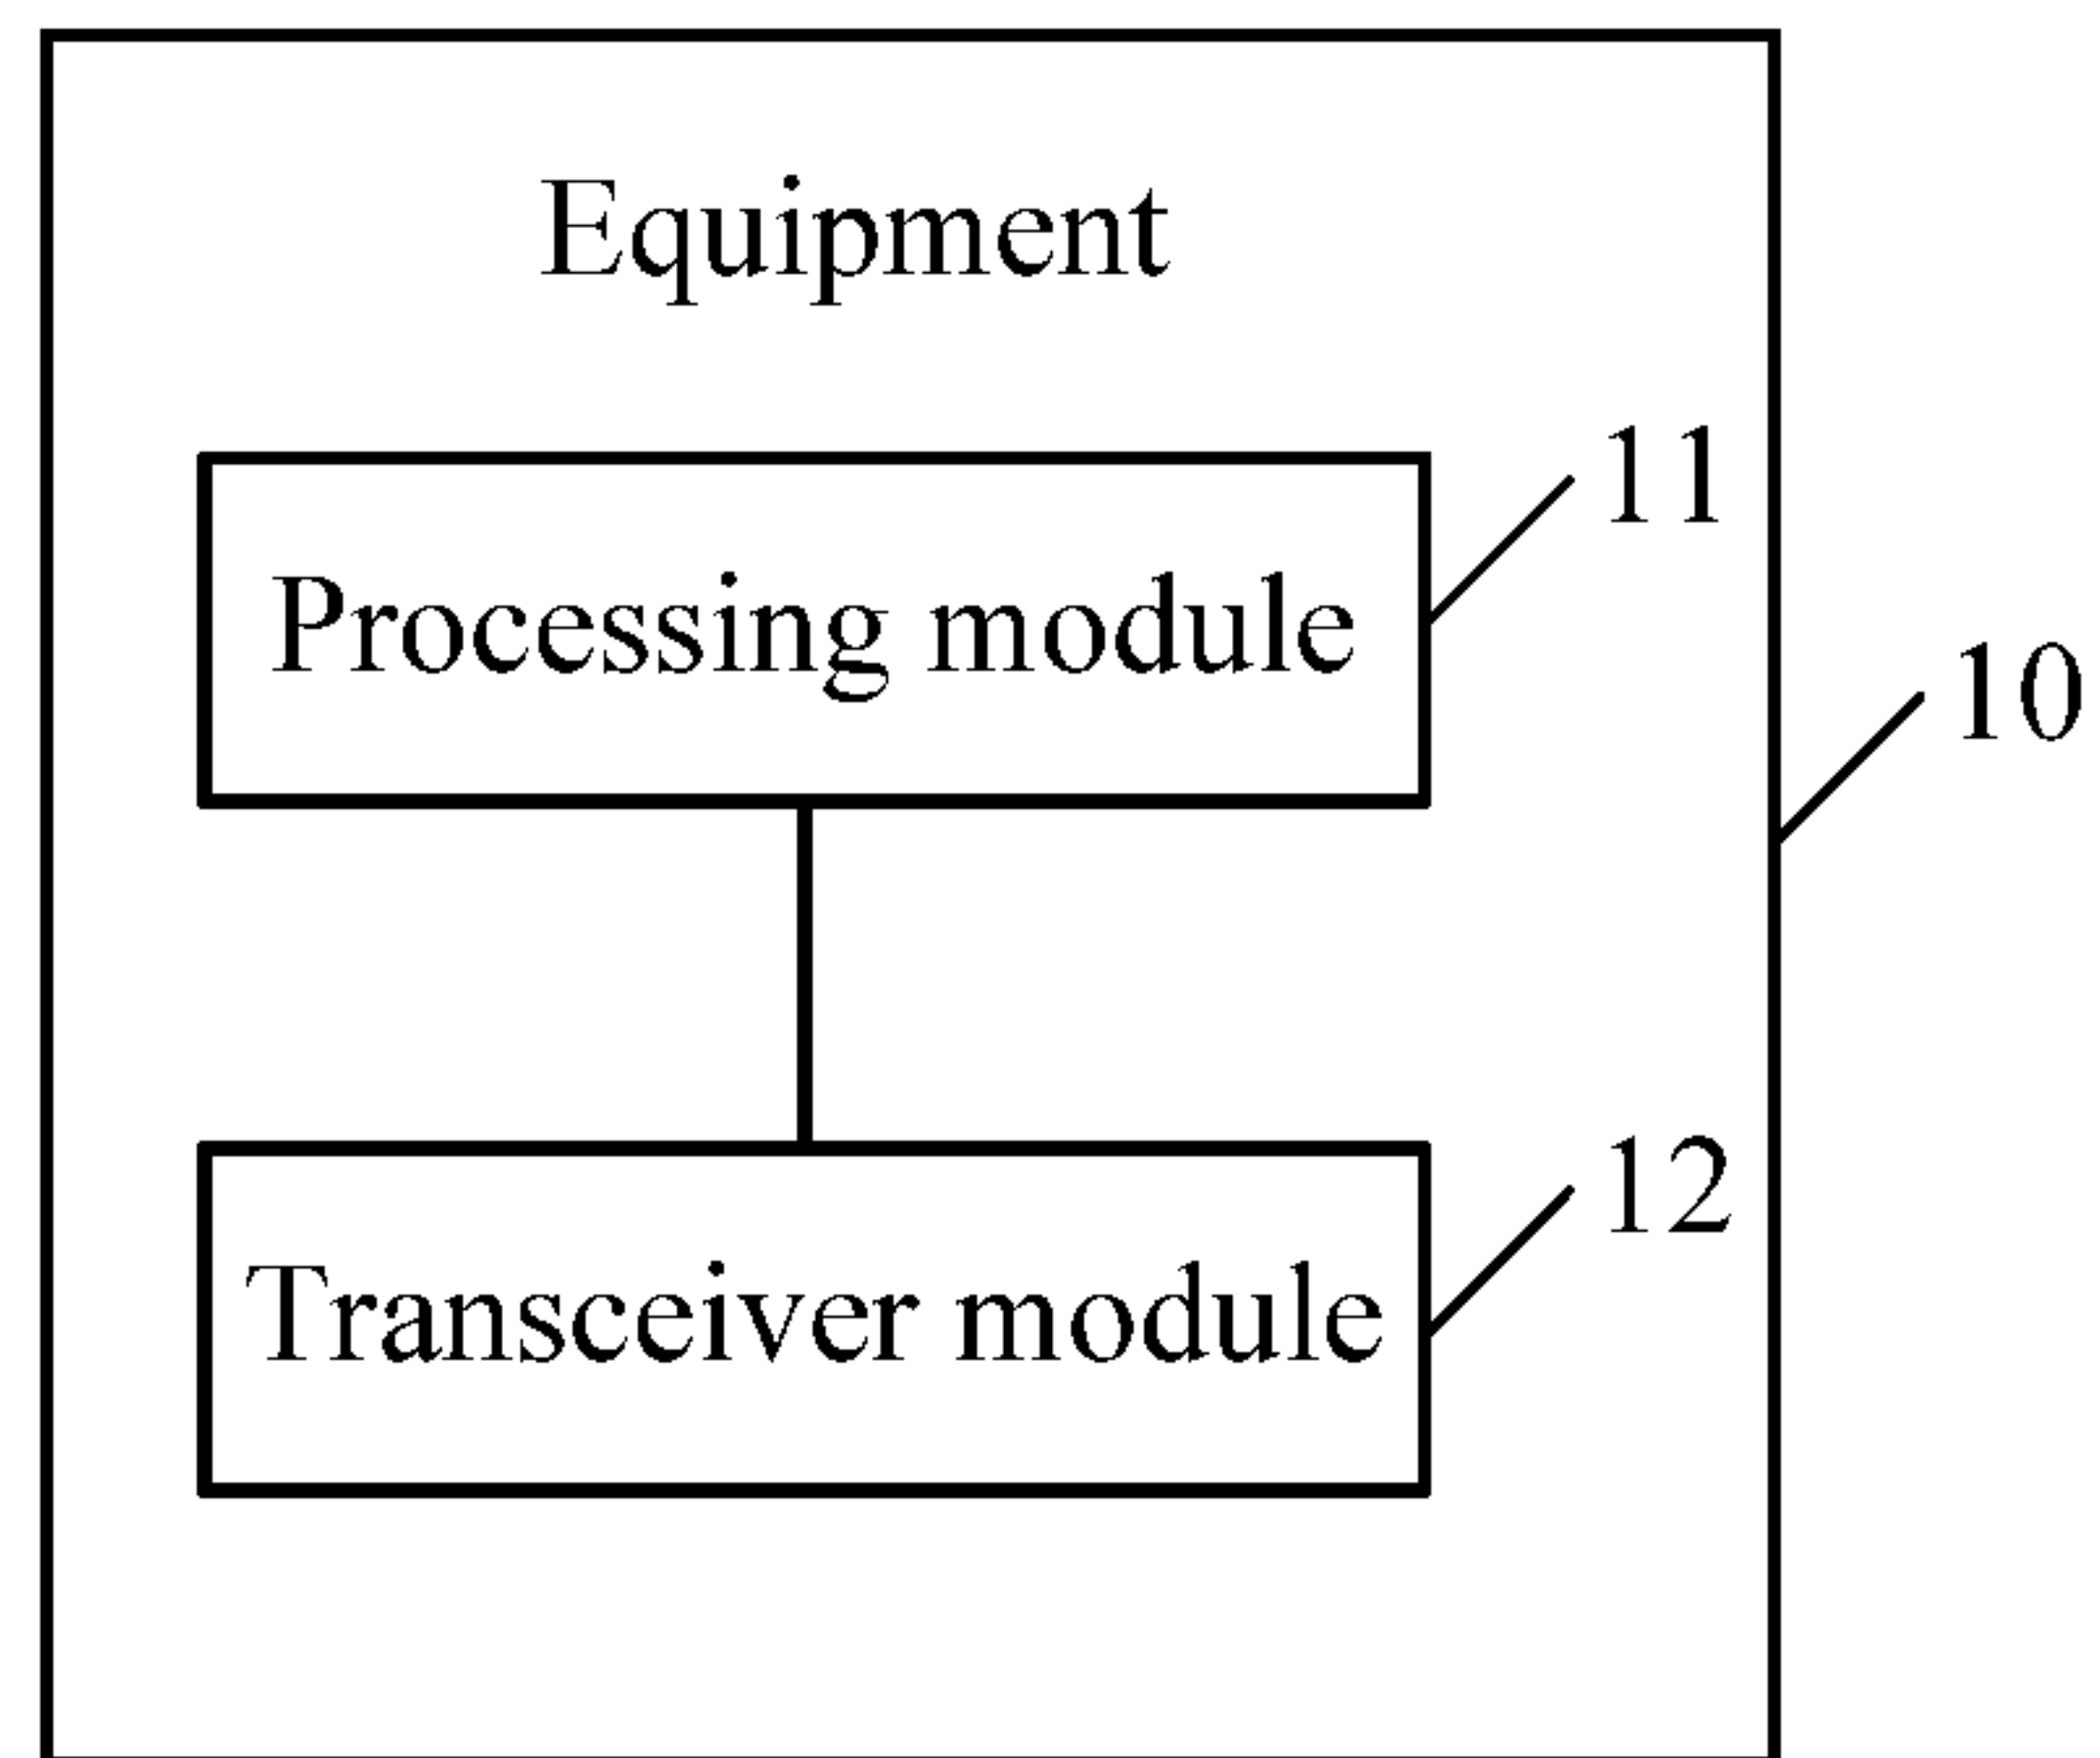 Equipment
11
Processing module
10
12
Transceiver module